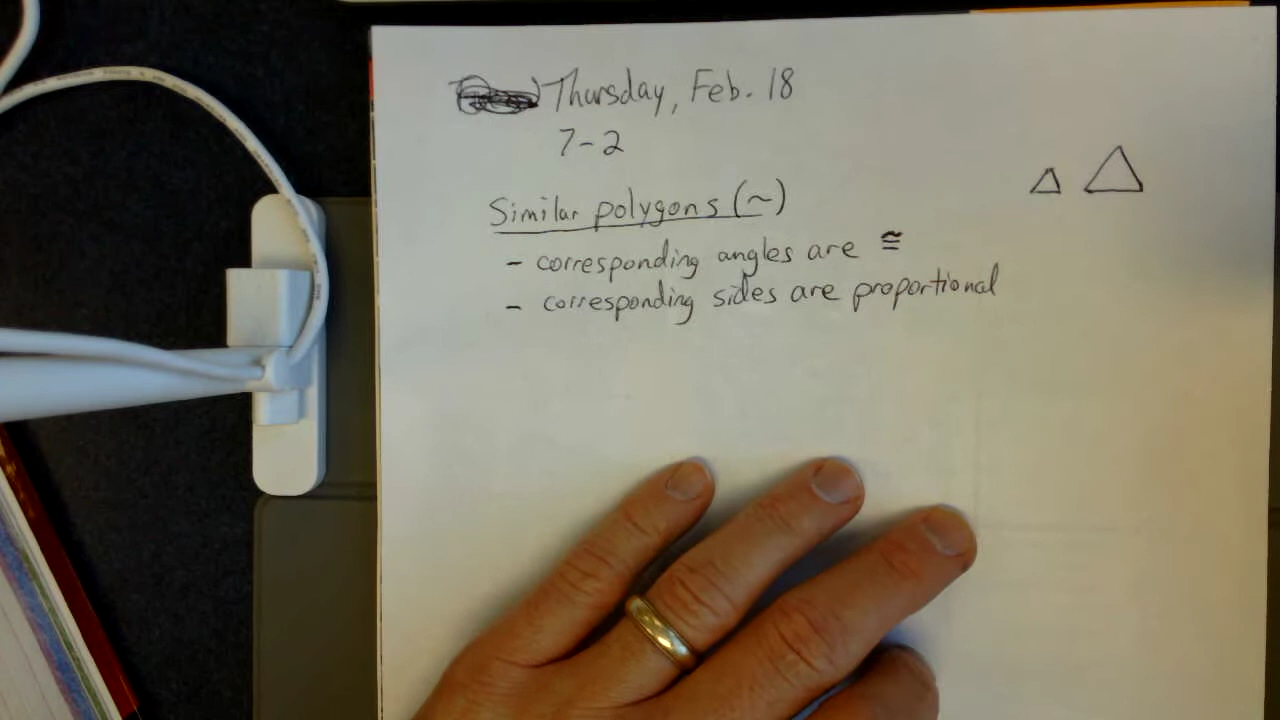 Thursday, Feb. 18
7-2
Similar polygons (~)
- corresponding angles are ≅
- corresponding sides are proportional